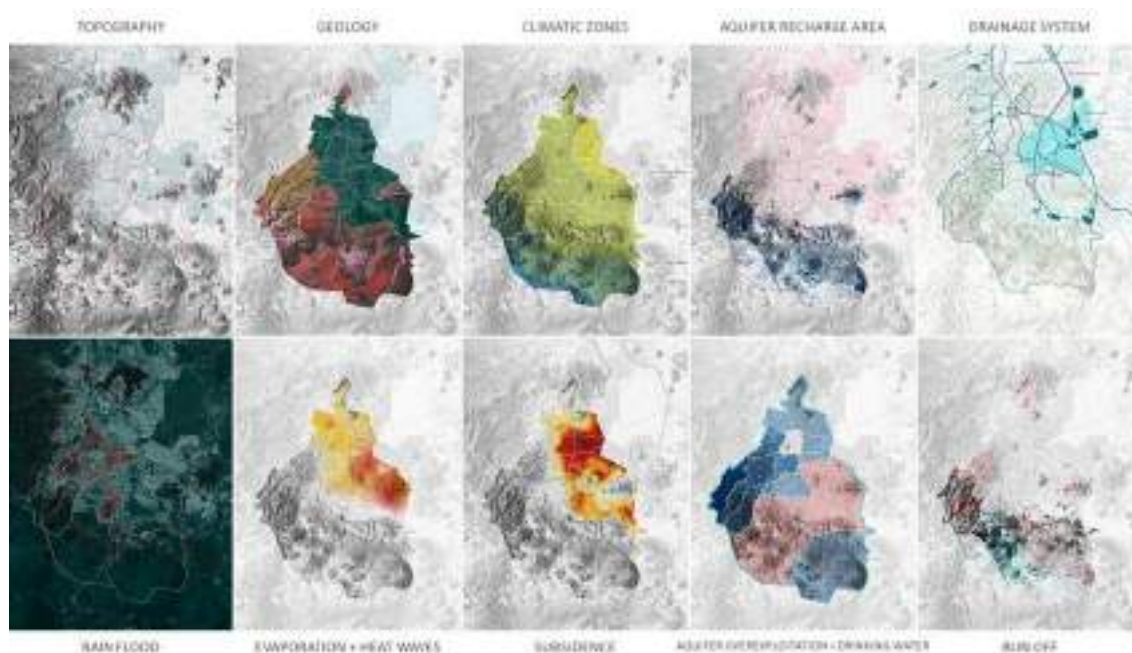 TOPOGRAPHY
GEOLOGY
CLIMATIC ZONES
AQUIFER RECHARGE AREA
DRAINAGE SYSTEM
RAIN FLOOD
EVAPORATION + HEAT WAVES
SUBSIDENCE
AQUIFER OVEREXPLOITATION + DRINKING WATER
RUN OFF